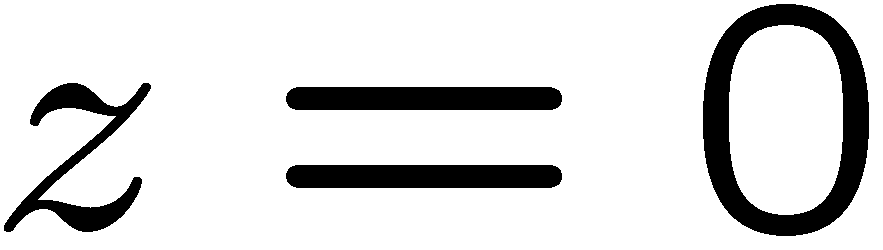 z = 0